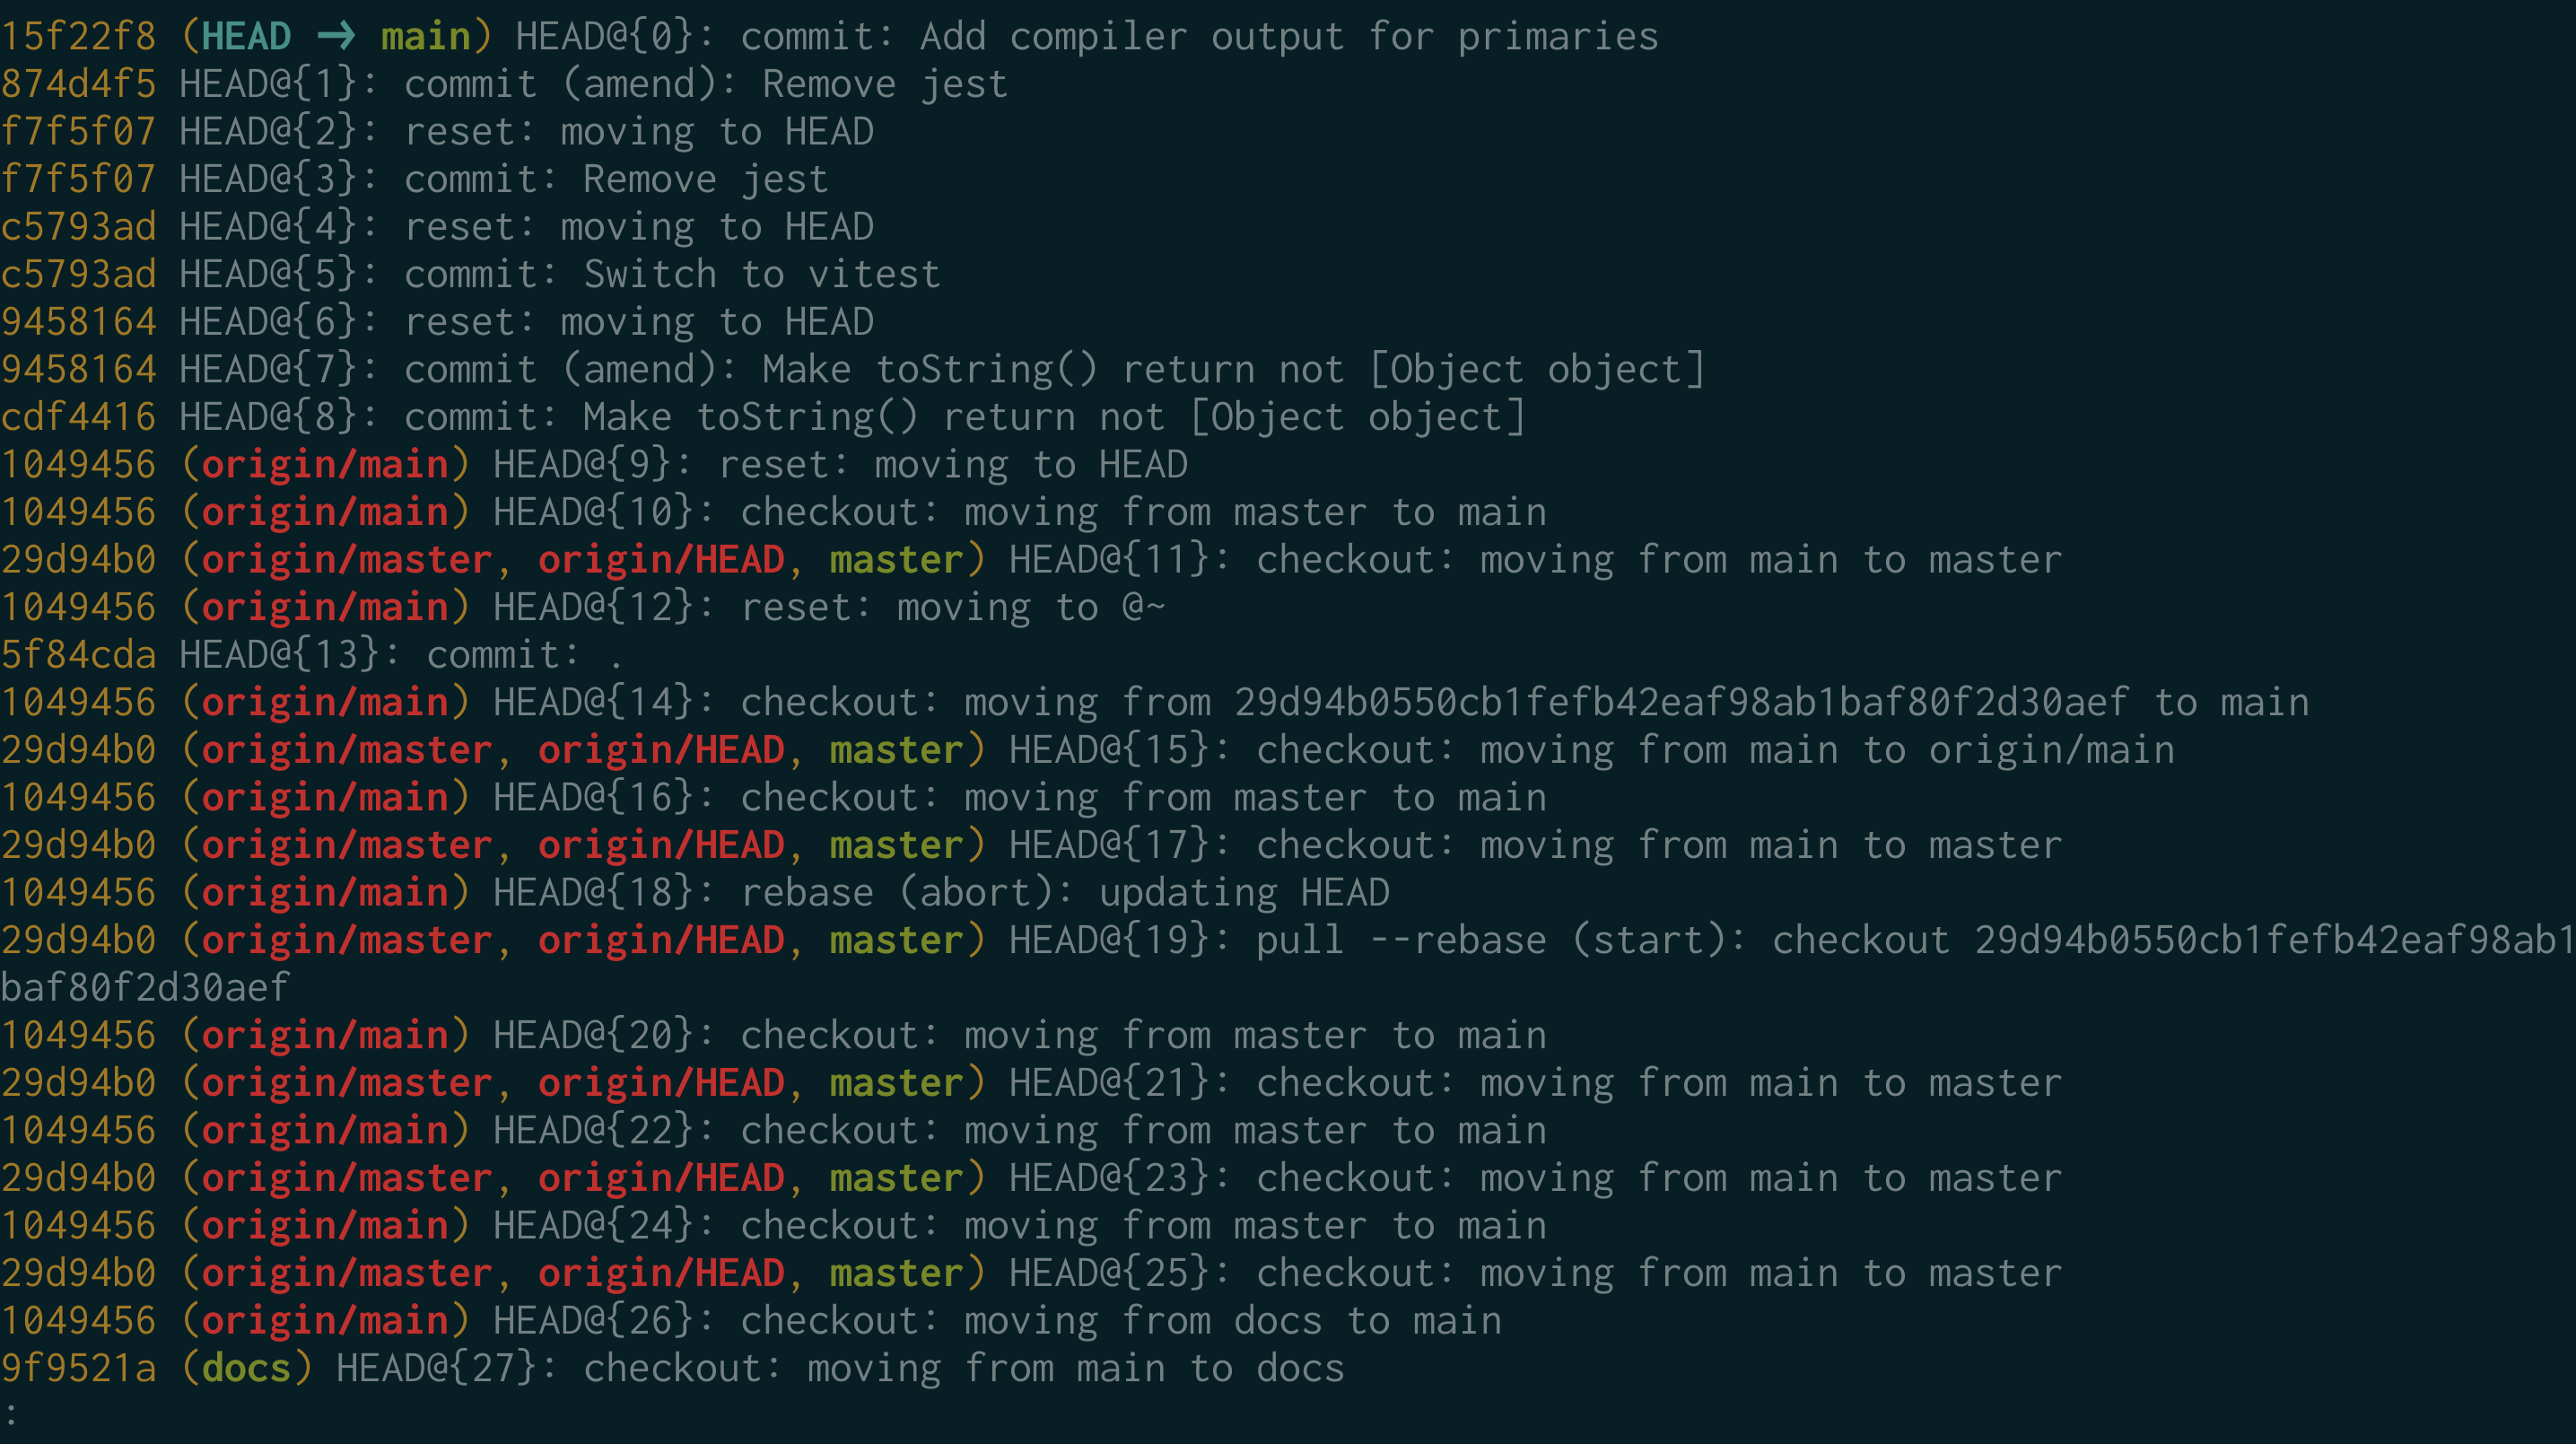 15f22f8 (HEAD → main) HEAD@{0}: commit: Add compiler output for primaries
874d4f5 HEAD@{1}: commit (amend): Remove jest
f7f5f07 HEAD@{2}: reset: moving to HEAD
f7f5f07 HEAD@{3}: commit: Remove jest
c5793ad HEAD@{4}: reset: moving to HEAD
c5793ad HEAD@{5}: commit: Switch to vitest
9458164 HEAD@{6}: reset: moving to HEAD
9458164 HEAD@{7}: commit (amend): Make toString() return not [Object object]
cdf4416 HEAD@{8}: commit: Make toString() return not [Object object]
1049456 (origin/main) HEAD@{9}: reset: moving to HEAD
1049456 (origin/main) HEAD@{10}: checkout: moving from master to main
29d94b0 (origin/master, origin/HEAD, master) HEAD@{11}: checkout: moving from main to master
1049456 (origin/main) HEAD@{12}: reset: moving to @~
5f84cda HEAD@{13}: commit: .
1049456 (origin/main) HEAD@{14}: checkout: moving from 29d94b0550cb1fefb42eaf98ab1baf80f2d30aef to main
29d94b0 (origin/master, origin/HEAD, master) HEAD@{15}: checkout: moving from main to origin/main
1049456 (origin/main) HEAD@{16}: checkout: moving from master to main
29d94b0 (origin/master, origin/HEAD, master) HEAD@{17}: checkout: moving from main to master
1049456 (origin/main) HEAD@{18}: rebase (abort): updating HEAD
29d94b0 (origin/master, origin/HEAD, master) HEAD@{19}: pull --rebase (start): checkout 29d94b0550cb1fefb42eaf98ab1
baf80f2d30aef
1049456 (origin/main) HEAD@{20}: checkout: moving from master to main
29d94b0 (origin/master, origin/HEAD, master) HEAD@{21}: checkout: moving from main to master
1049456 (origin/main) HEAD@{22}: checkout: moving from master to main
29d94b0 (origin/master, origin/HEAD, master) HEAD@{23}: checkout: moving from main to master
1049456 (origin/main) HEAD@{24}: checkout: moving from master to main
29d94b0 (origin/master, origin/HEAD, master) HEAD@{25}: checkout: moving from main to master
1049456 (origin/main) HEAD@{26}: checkout: moving from docs to main
9f9521a (docs) HEAD@{27}: checkout: moving from main to docs
: